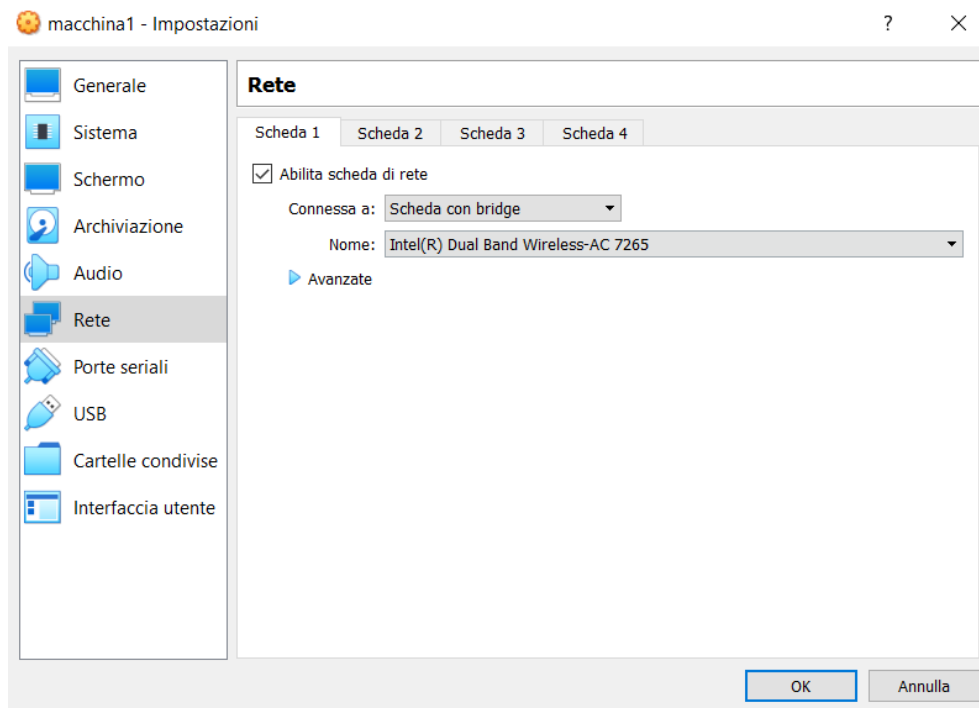 macchina1 - Impostazioni
?
Generale
Sistema
Schermo
Archiviazione
Audio
Rete
Porte seriali
USB
Cartelle condivise
Interfaccia utente
Rete
Scheda 1 Scheda 2 Scheda 3 Scheda 4
Abilita scheda di rete
Connessa a: Scheda con bridge
Nome: Intel(R) Dual Band Wireless-AC 7265
Avanzate
OK Annulla